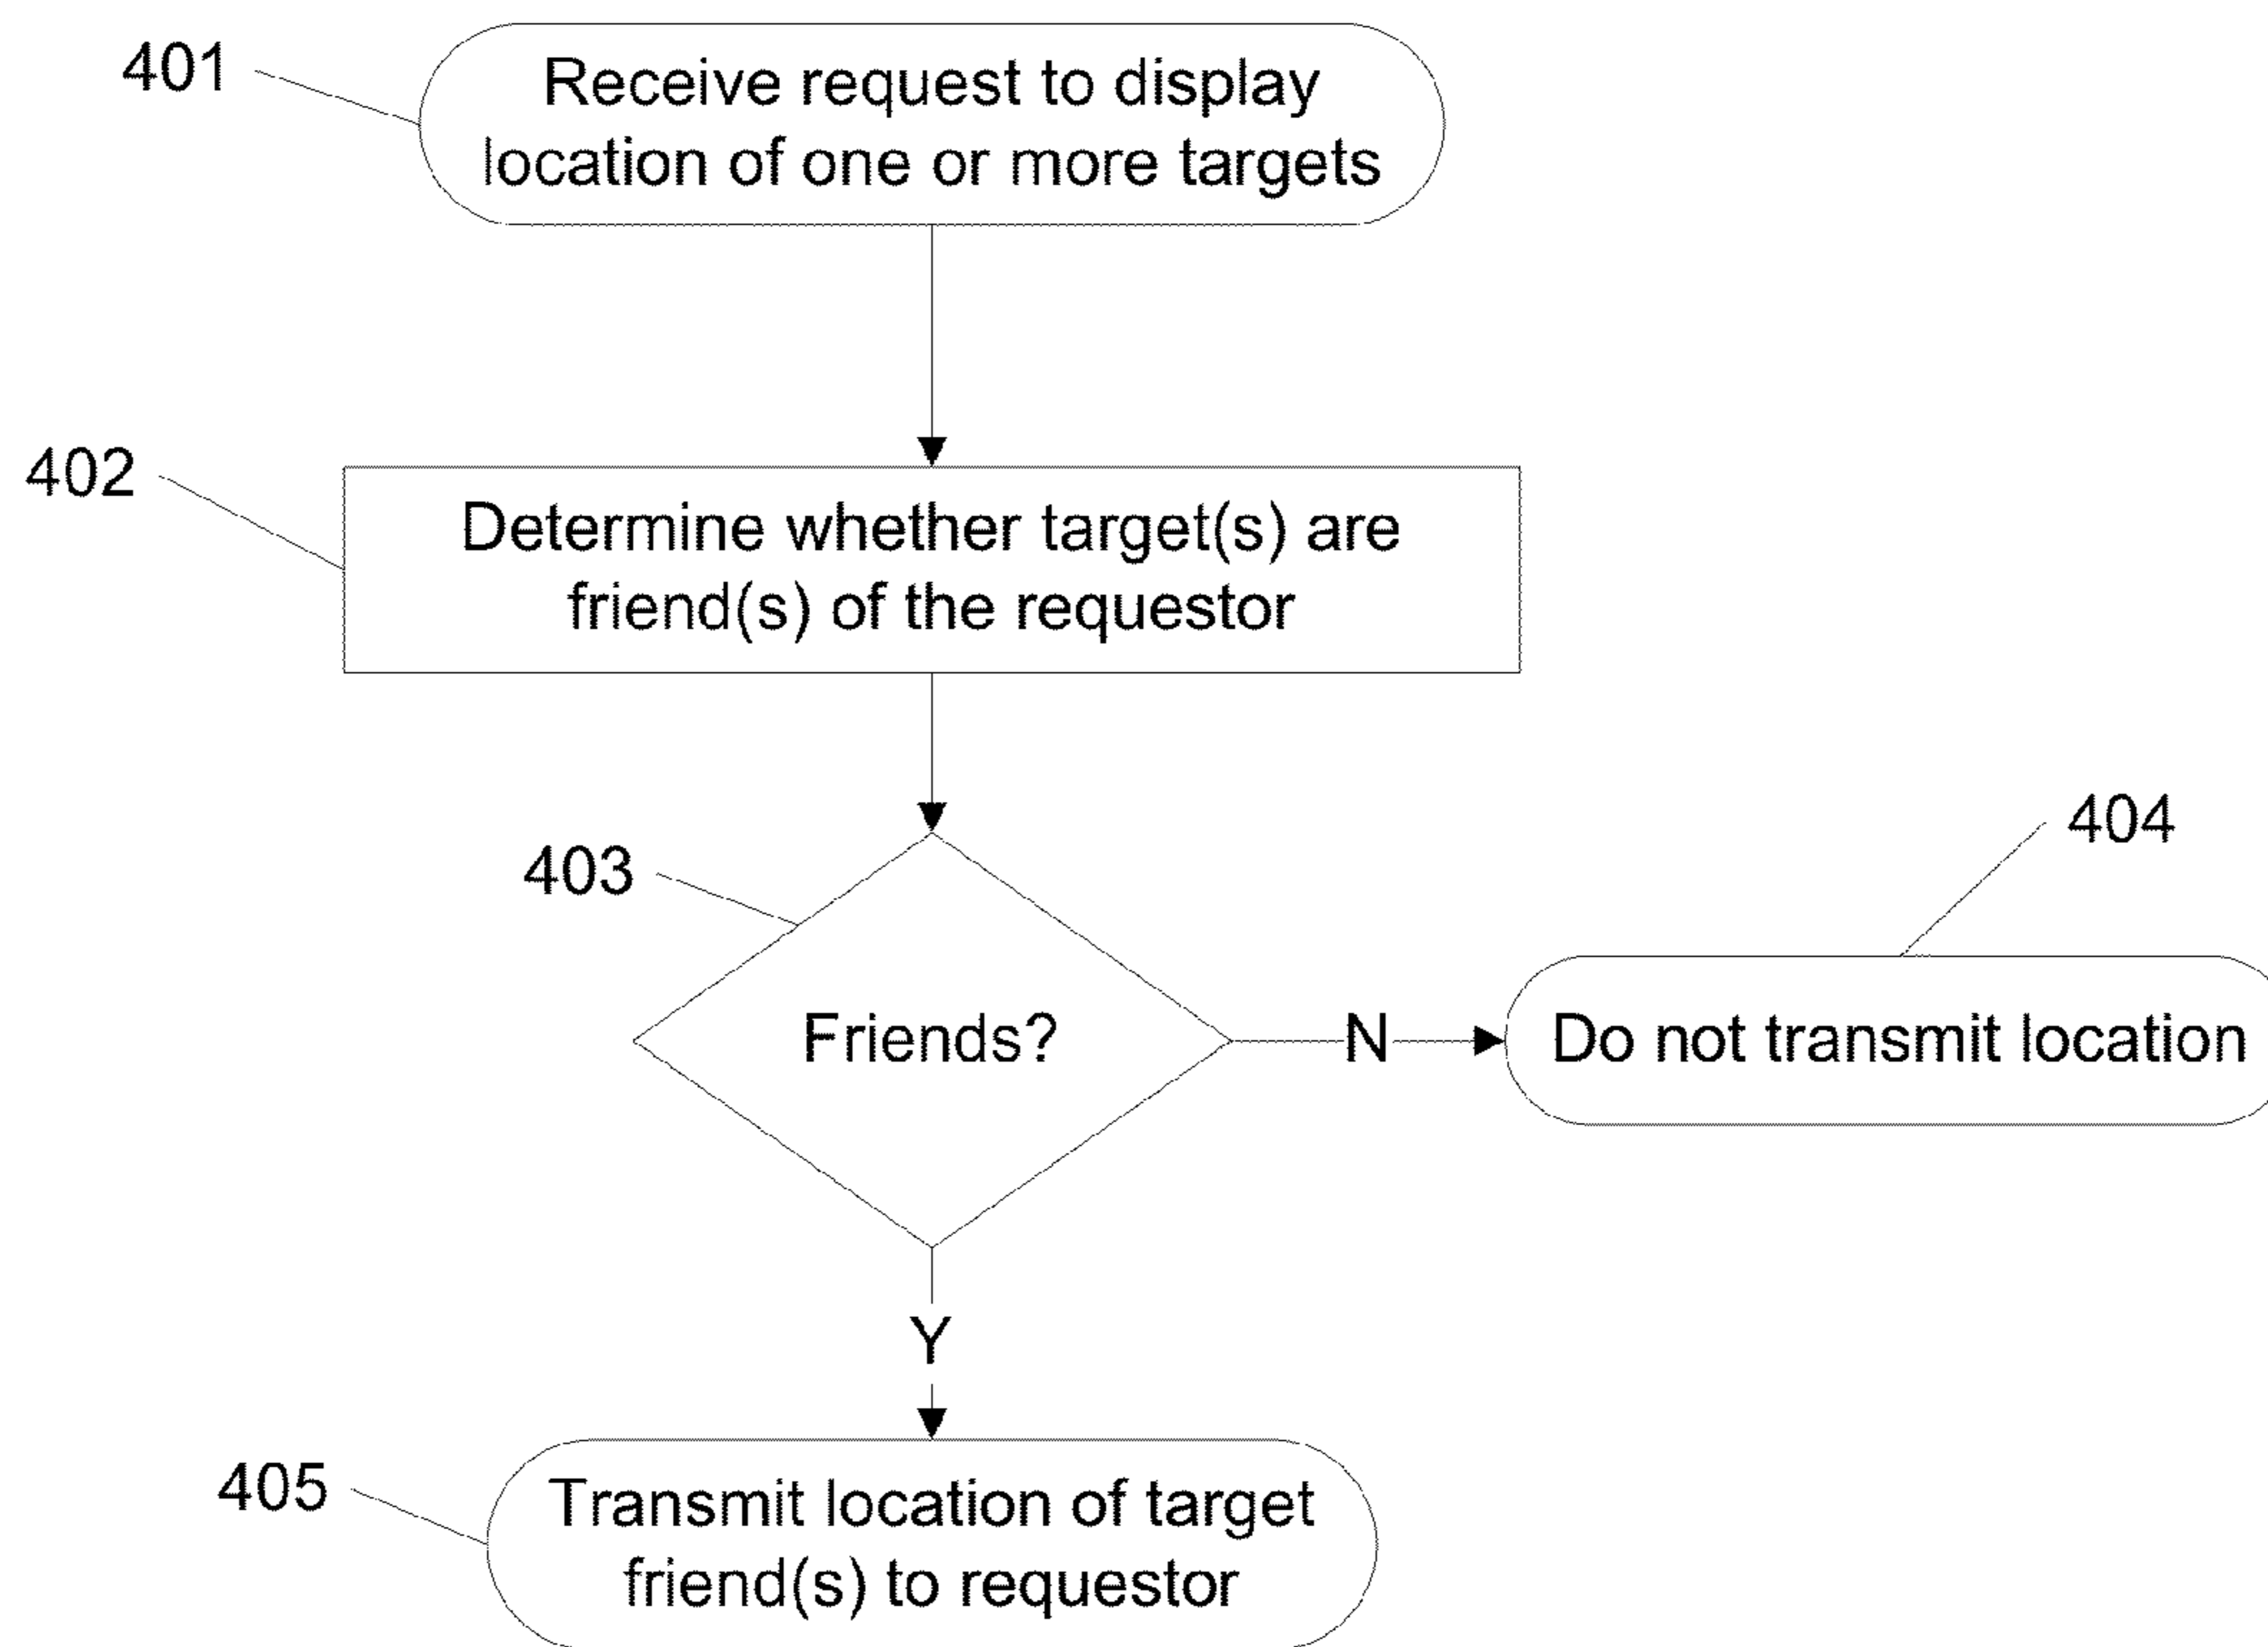 401
Receive request to display
location of one or more targets
402
Determine whether target(s) are
friend(s) of the requestor
403
404
Friends?
N
Do not transmit location
Y
405
Transmit location of target
friend(s) to requestor